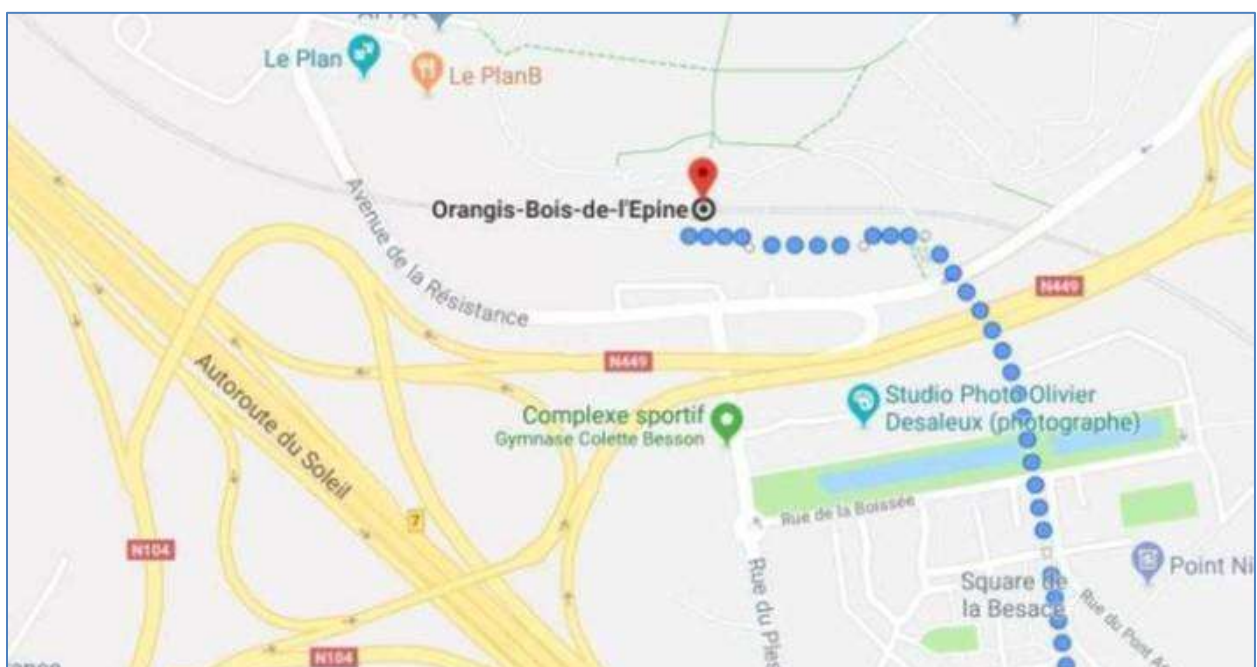 Le Plan
Le PlanB
Orangis-Bois-de-l'Epine
Avenue de la Résistance
N449
N449
Autoroute du Soleil
Complexe sportif
Gymnase Colette Besson
Studio Photo Olivier
Desaleux (photographe)
7
Rue de la Boissée
N104
Square de
la Besace
Point Ni
Rue du Ples
Rue du Pont A
N104